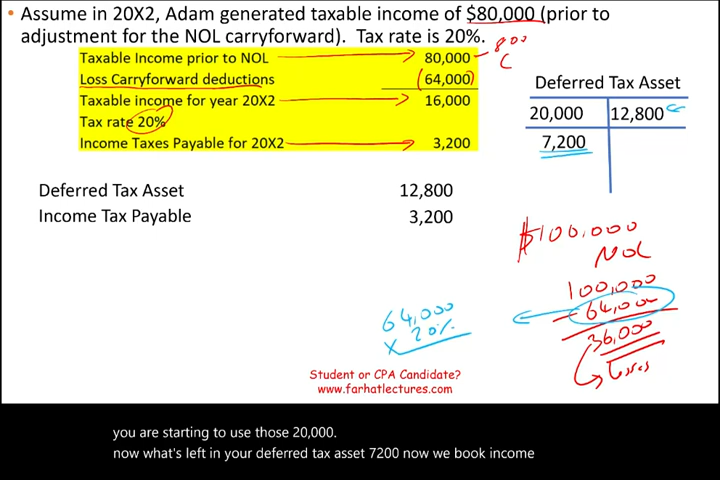 • Assume in 20X2, Adam generated taxable income of $80,000 (prior to
adjustment for the NOL carryforward). Tax rate is 20%.
Taxable Income prior to NOL 80,000
Loss Carryforward deductions (64,000)
Taxable income for year 20X2 16,000
Tax rate 20%
Income Taxes Payable for 20X2 3,200
800
Deferred Tax Asset
20,000 12,800
7,200
Deferred Tax Asset 12,800
Income Tax Payable 3,200
$100,000
NOL
100,000
- 64,000
36,000
Losses
64,000
X 20%
Student or CPA Candidate?
www.farhatlectures.com
you are starting to use those 20,000.
now what's left in your deferred tax asset 7200 now we book income